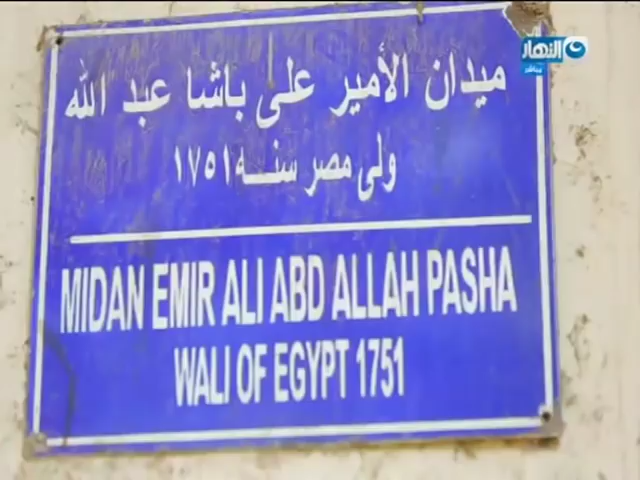 ميدان الأمير على باشا عبد الله
ولى مصر سنه ١٧٥١
MIDAN EMIR ALI ABD ALLAH PASHA
WALI OF EGYPT 1751
النهار
مباشر